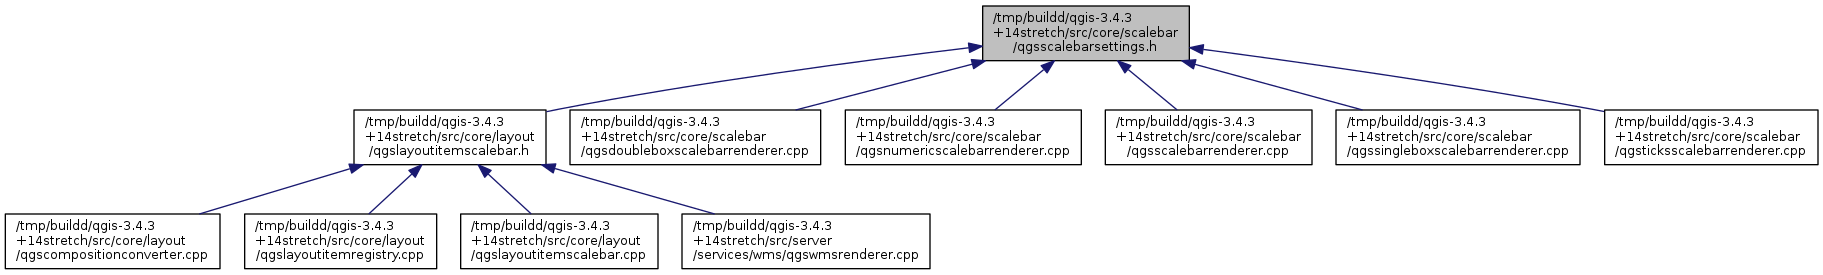 /tmp/buildd/qgis-3.4.3
+14stretch/src/core/scalebar
/qgsscalebarsettings.h
/tmp/buildd/qgis-3.4.3
+14stretch/src/core/layout
/qgslayoutitemscalebar.h
/tmp/buildd/qgis-3.4.3
+14stretch/src/core/scalebar
/qgsdoubleboxscalebarrenderer.cpp
/tmp/buildd/qgis-3.4.3
+14stretch/src/core/scalebar
/qgsnumericscalebarrenderer.cpp
/tmp/buildd/qgis-3.4.3
+14stretch/src/core/scalebar
/qgsscalebarrenderer.cpp
/tmp/buildd/qgis-3.4.3
+14stretch/src/core/scalebar
/qgssingleboxscalebarrenderer.cpp
/tmp/buildd/qgis-3.4.3
+14stretch/src/core/scalebar
/qgsticksscalebarrenderer.cpp
/tmp/buildd/qgis-3.4.3
+14stretch/src/core/layout
/qgscompositionconverter.cpp
/tmp/buildd/qgis-3.4.3
+14stretch/src/core/layout
/qgslayoutitemregistry.cpp
/tmp/buildd/qgis-3.4.3
+14stretch/src/core/layout
/qgslayoutitemscalebar.cpp
/tmp/buildd/qgis-3.4.3
+14stretch/src/server
/services/wms/qgswmsrenderer.cpp